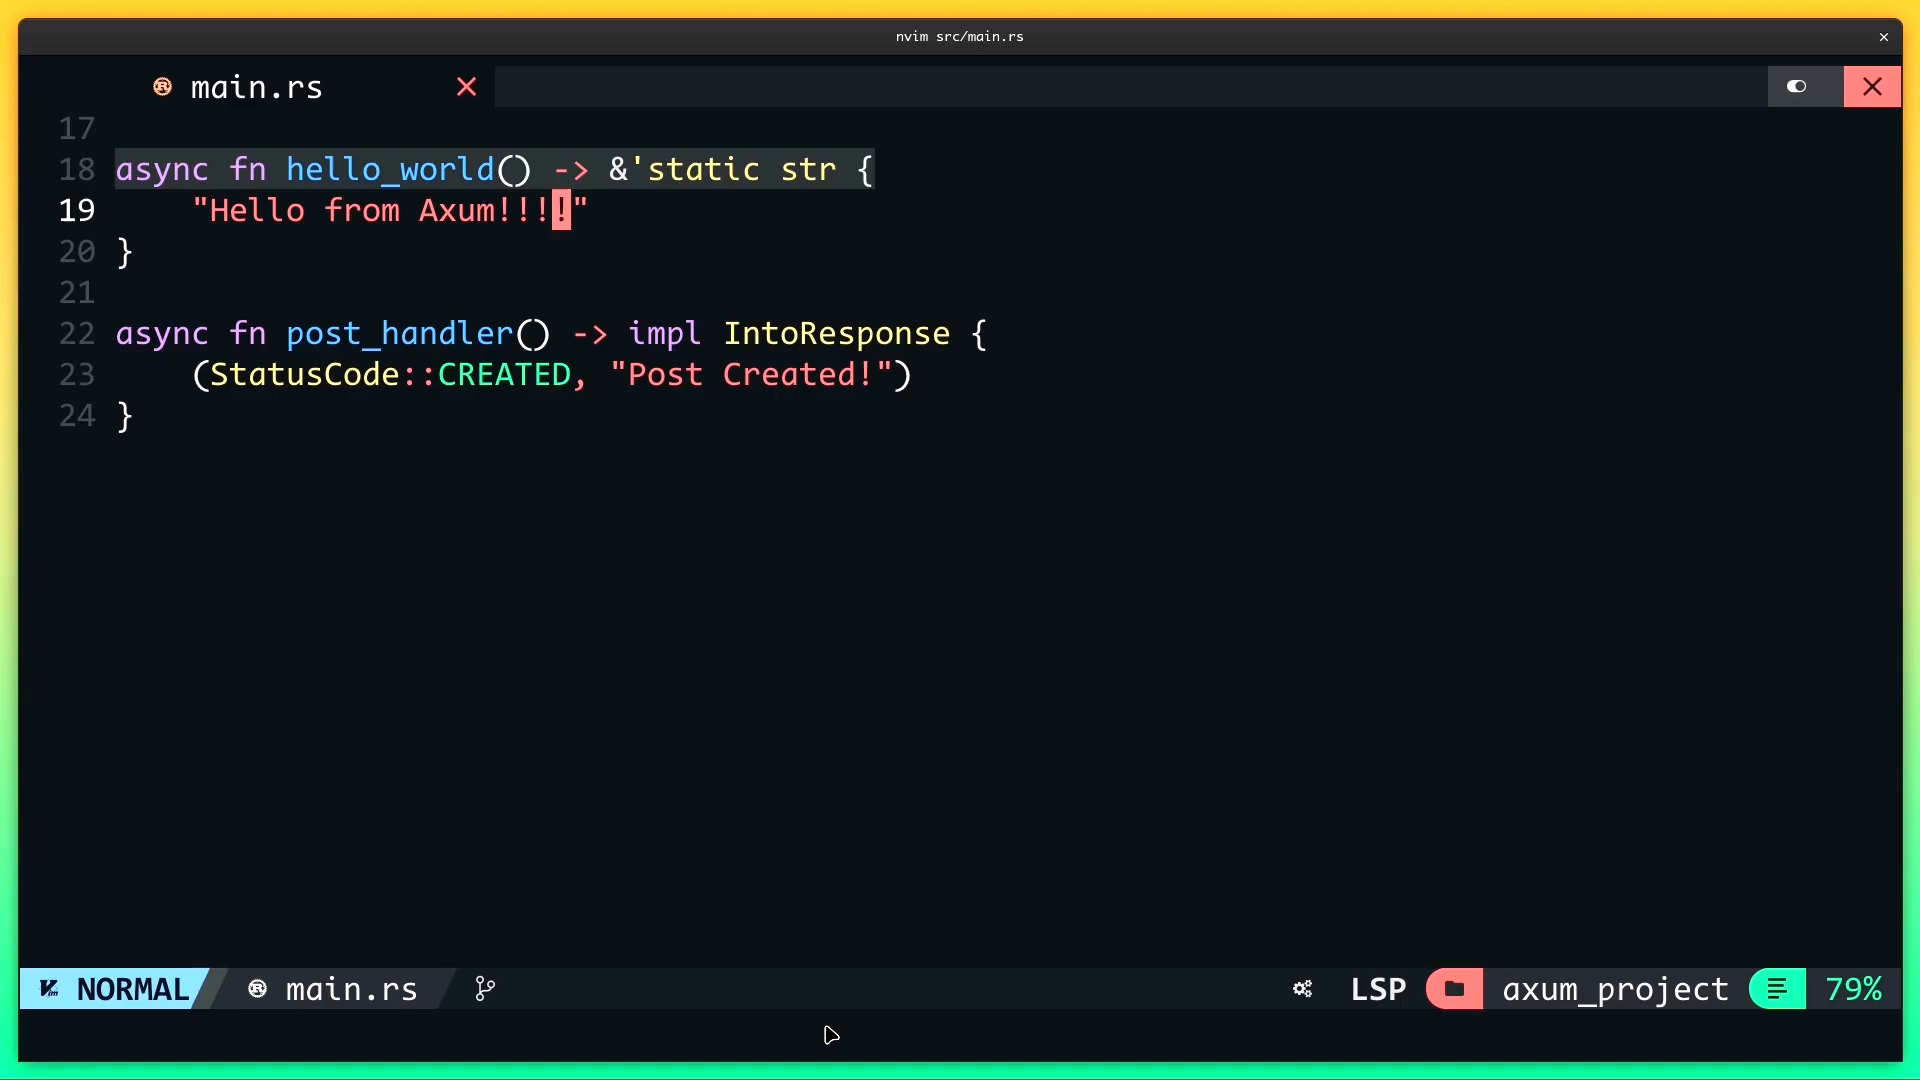 nvim src/main.rs
main.rs
17
18 async fn hello_world() -> &'static str {
19     "Hello from Axum!!!!"
20 }
21
22 async fn post_handler() -> impl IntoResponse {
23     (StatusCode::CREATED, "Post Created!")
24 }
NORMAL main.rs LSP axum_project 79%